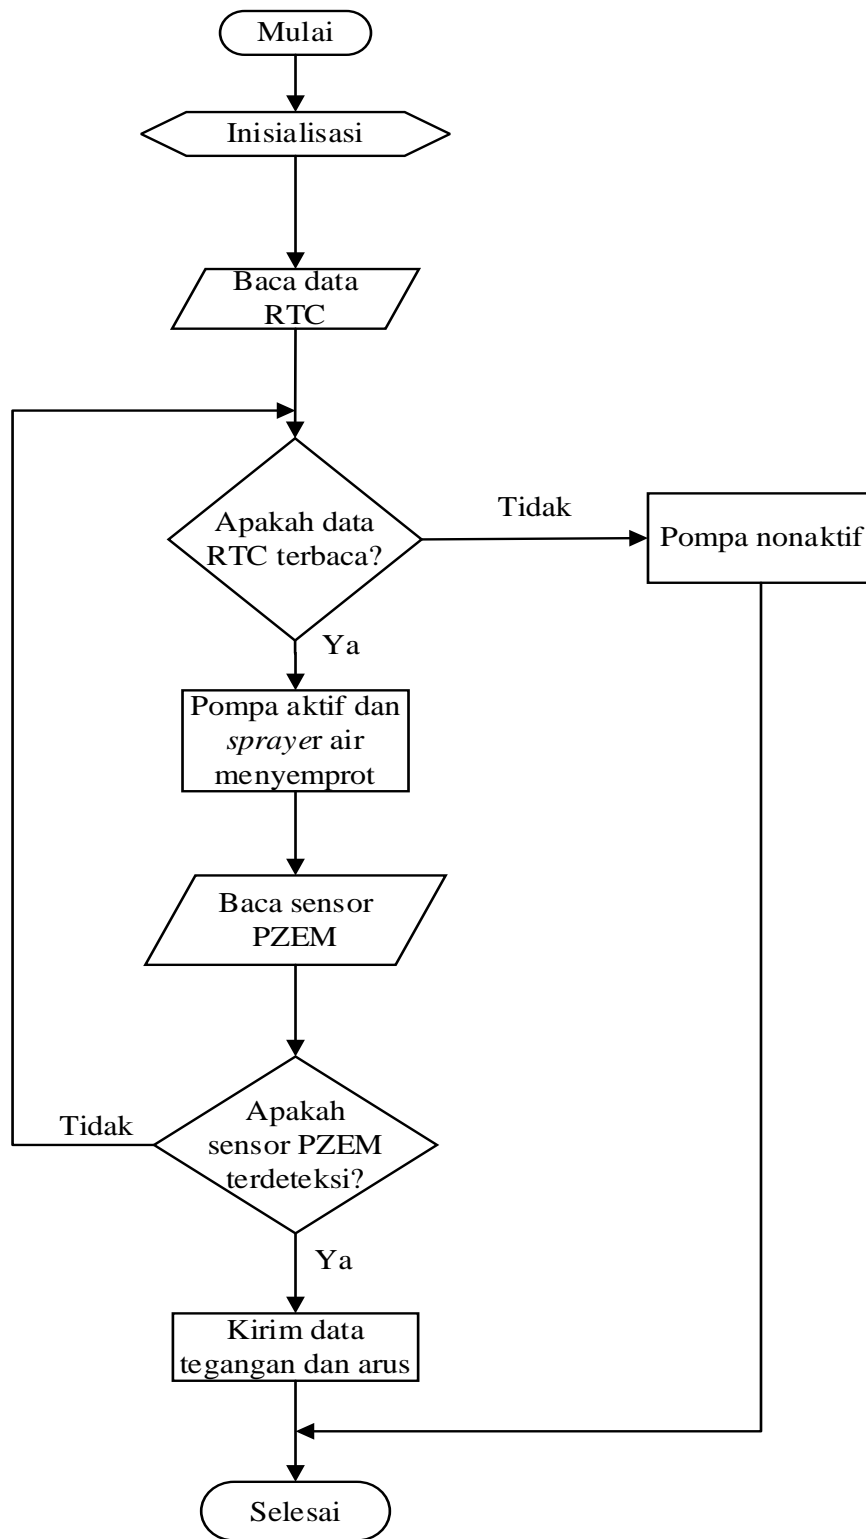 Mulai
Inisialisasi
Baca data
RTC
Apakah data
RTC terbaca?
Tidak
Pompa nonaktif
Ya
Pompa aktif dan
sprayer air
menyemprot
Baca sensor
PZEM
Apakah
sensor PZEM
terdeteksi?
Tidak
Ya
Kirim data
tegangan dan arus
Selesai